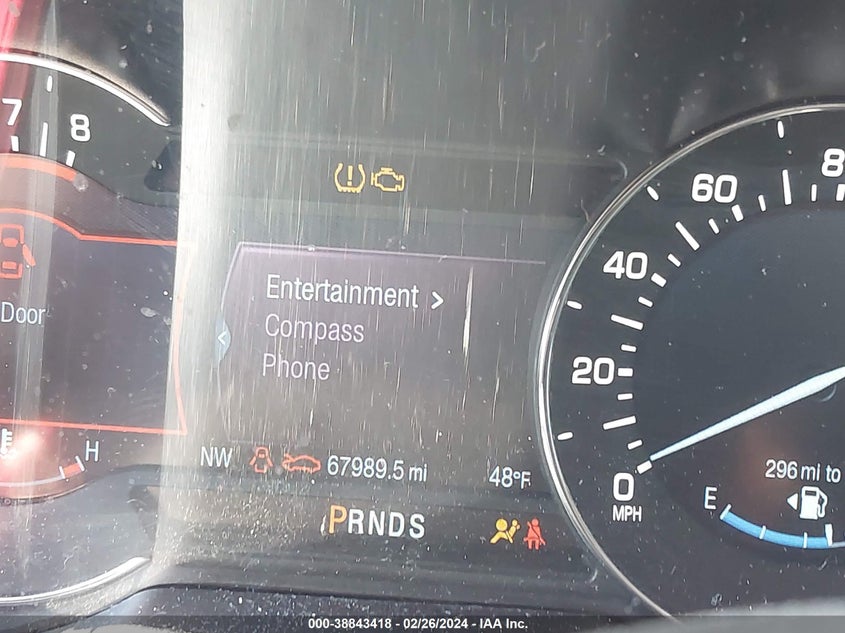 7
8
60
8
40
Door
Entertainment >
Compass
Phone
20
H
NW
67989.5 mi
48°F
296 mi to
0
MPH
E
PRNDS
000-38843418 - 02/26/2024 - IAA Inc.